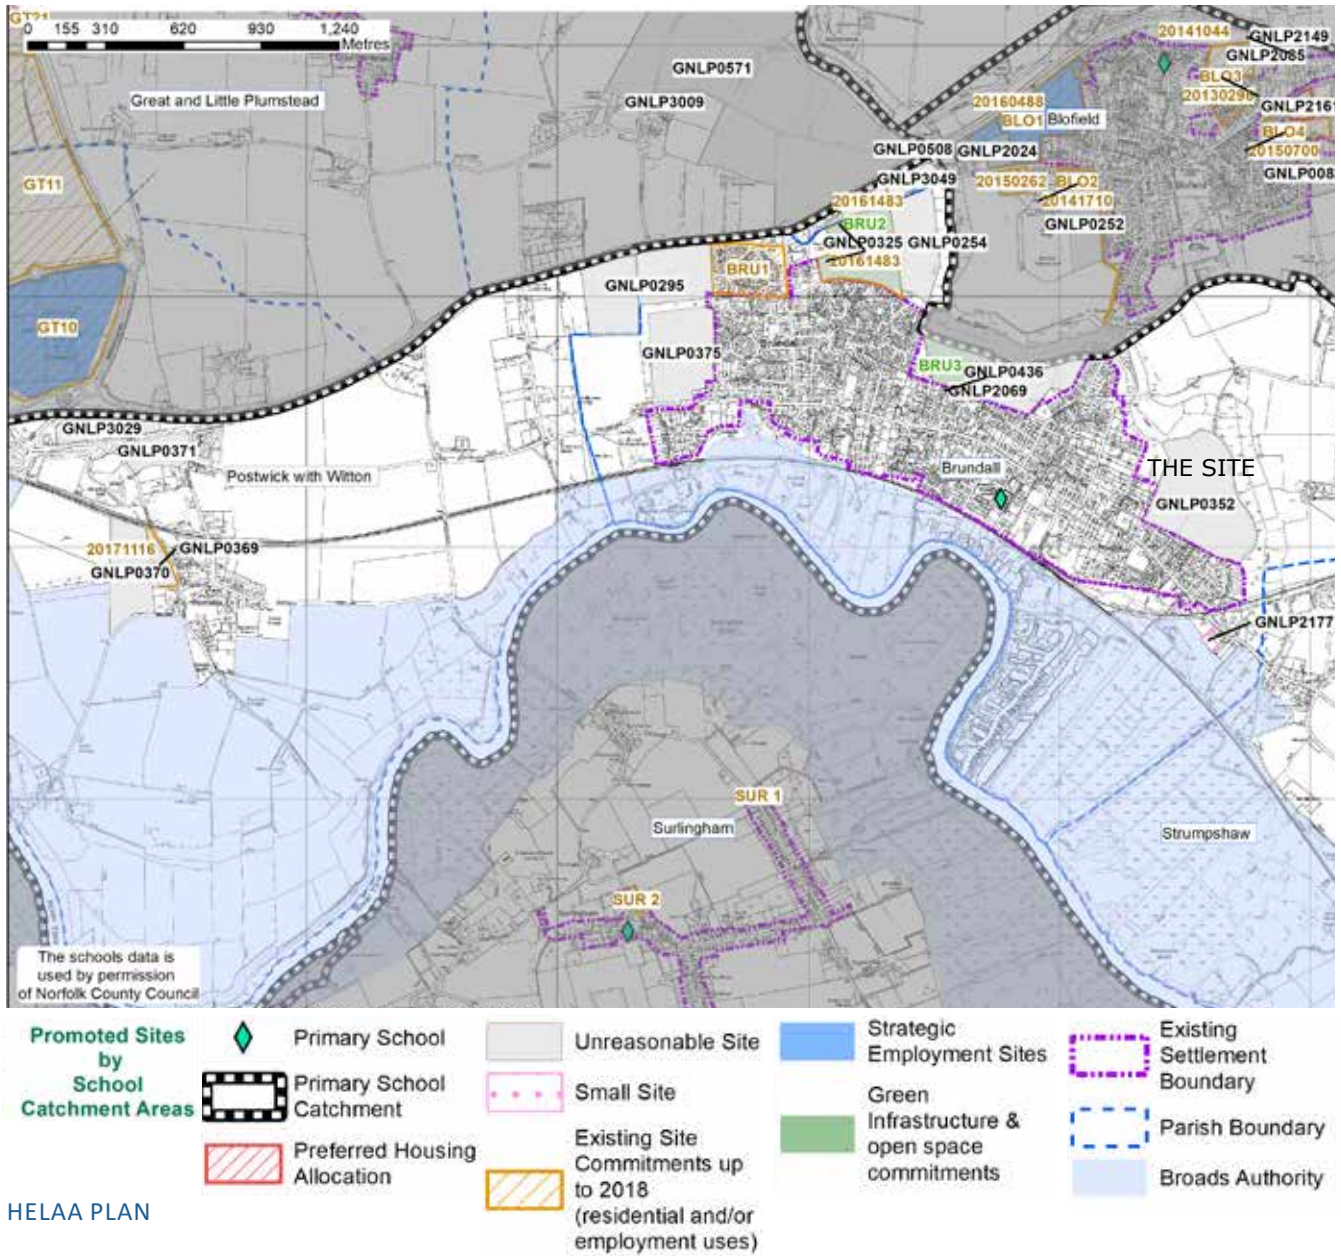 GT21
0 155 310 620 930 1,240
Metres
Great and Little Plumstead
GNLP0571
GNLP3009
20141044
GNLP2149
GNLP2085
BLO3
20130296
GNLP2161
20160488
BLO1
Blofield
BLO4
20150700
GNLP0508
GNLP2024
GNLP3049
20150262
BLO2
20141710
GNLP0252
GT11
20161483
BRU2
GNLP0325
GNLP0254
20161483
BRU1
GNLP0295
GT10
GNLP0375
BRU3
GNLP0436
GNLP2069
GNLP3029
GNLP0371
Postwick with Witton
Brundall
THE SITE
GNLP0352
20171116
GNLP0369
GNLP0370
GNLP2177
SUR 1
Surlingham
Strumpshaw
SUR 2
The schools data is
used by permission
of Norfolk County Council
Promoted Sites
by
School
Catchment Areas
Primary School
Primary School
Catchment
Preferred Housing
Allocation
Unreasonable Site
Small Site
Existing Site
Commitments up
to 2018
(residential and/or
employment uses)
Strategic
Employment Sites
Green
Infrastructure &
open space
commitments
Existing
Settlement
Boundary
Parish Boundary
Broads Authority
HELAA PLAN